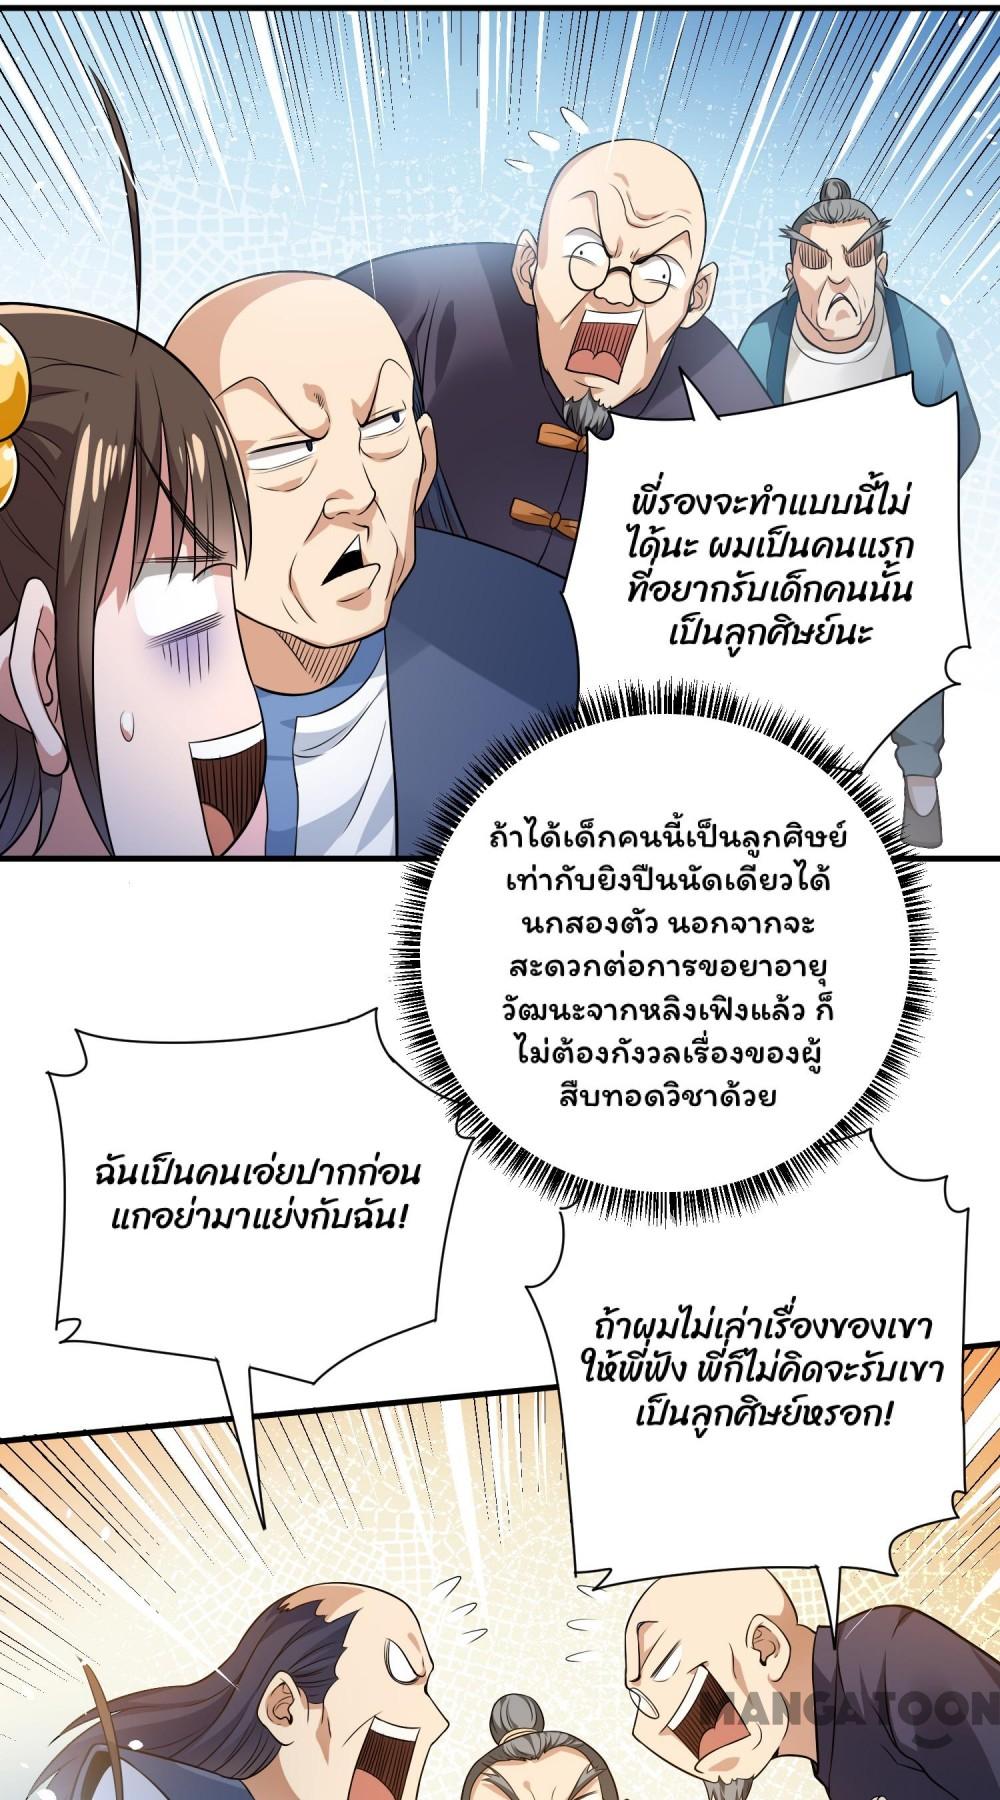 พี่รองจะทำแบบนี้ไม่
ได้นะ ผมเป็นคนแรก
ที่อยากรับเด็กคนนั้น
เป็นลูกศิษย์นะ
ถ้าได้เด็กคนนี้เป็นลูกศิษย์
เท่ากับยิงปืนนัดเดียวได้
นกสองตัว นอกจากจะ
สะดวกต่อการขอยาอายุ
วัฒนะจากหลิงเฟิงแล้ว ก็
ไม่ต้องกังวลเรื่องของผู้
สืบทอดวิชาด้วย
ฉันเป็นคนเอ่ยปากก่อน
แกอย่ามาแย่งกับฉัน!
ถ้าผมไม่เล่าเรื่องของเขา
ให้พี่ฟัง พี่ก็ไม่คิดจะรับเขา
เป็นลูกศิษย์หรอก!
MANGATOON